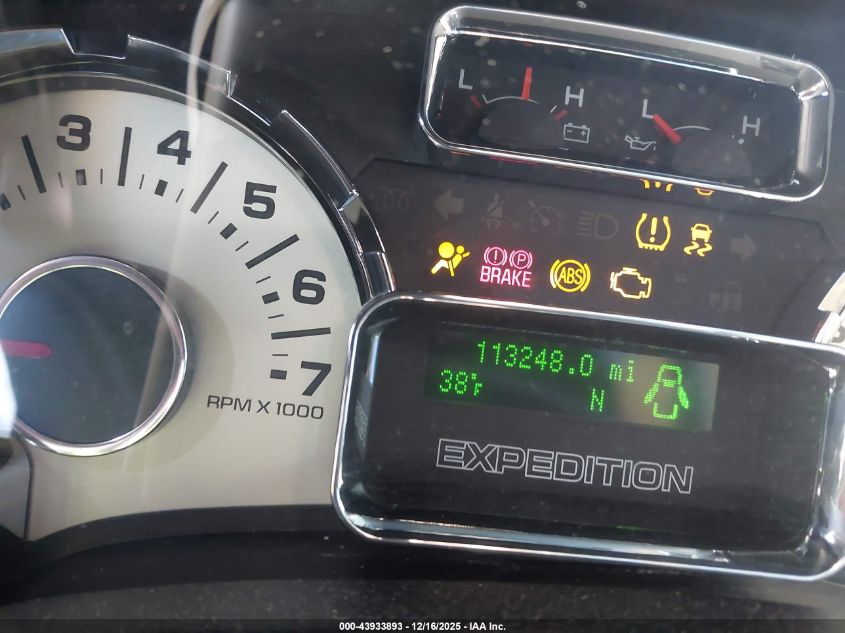 L H
L H
3
4
5
6
7
RPM X 1000
(P)
BRAKE
ABS
113248.0 mi
38°F
N
EXPEDITION
000-43933893 - 12/16/2025 - IAA Inc.